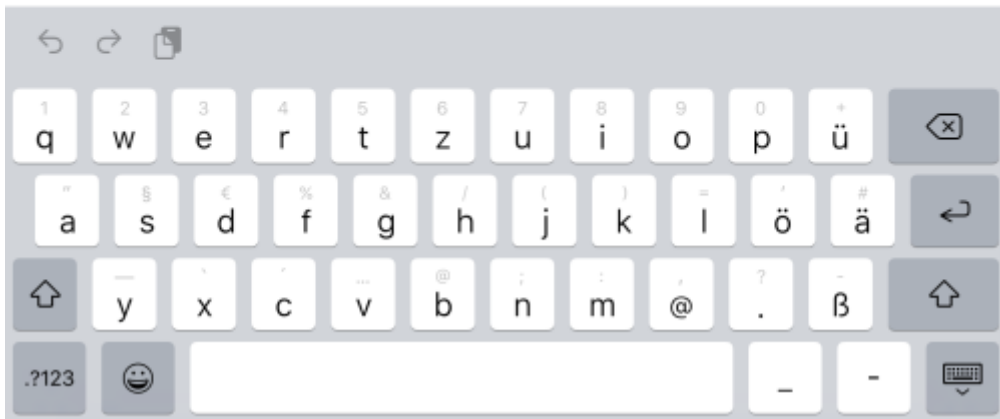 1 2 3 4 5 6 7 8 9 0 +
q w e r t z u i o p ü
" § € % & / ( ) = ' #
a s d f g h j k l ö ä
— ` ´ ... @ ; : , ? -
y x c v b n m @ . ß
.?123 _ -